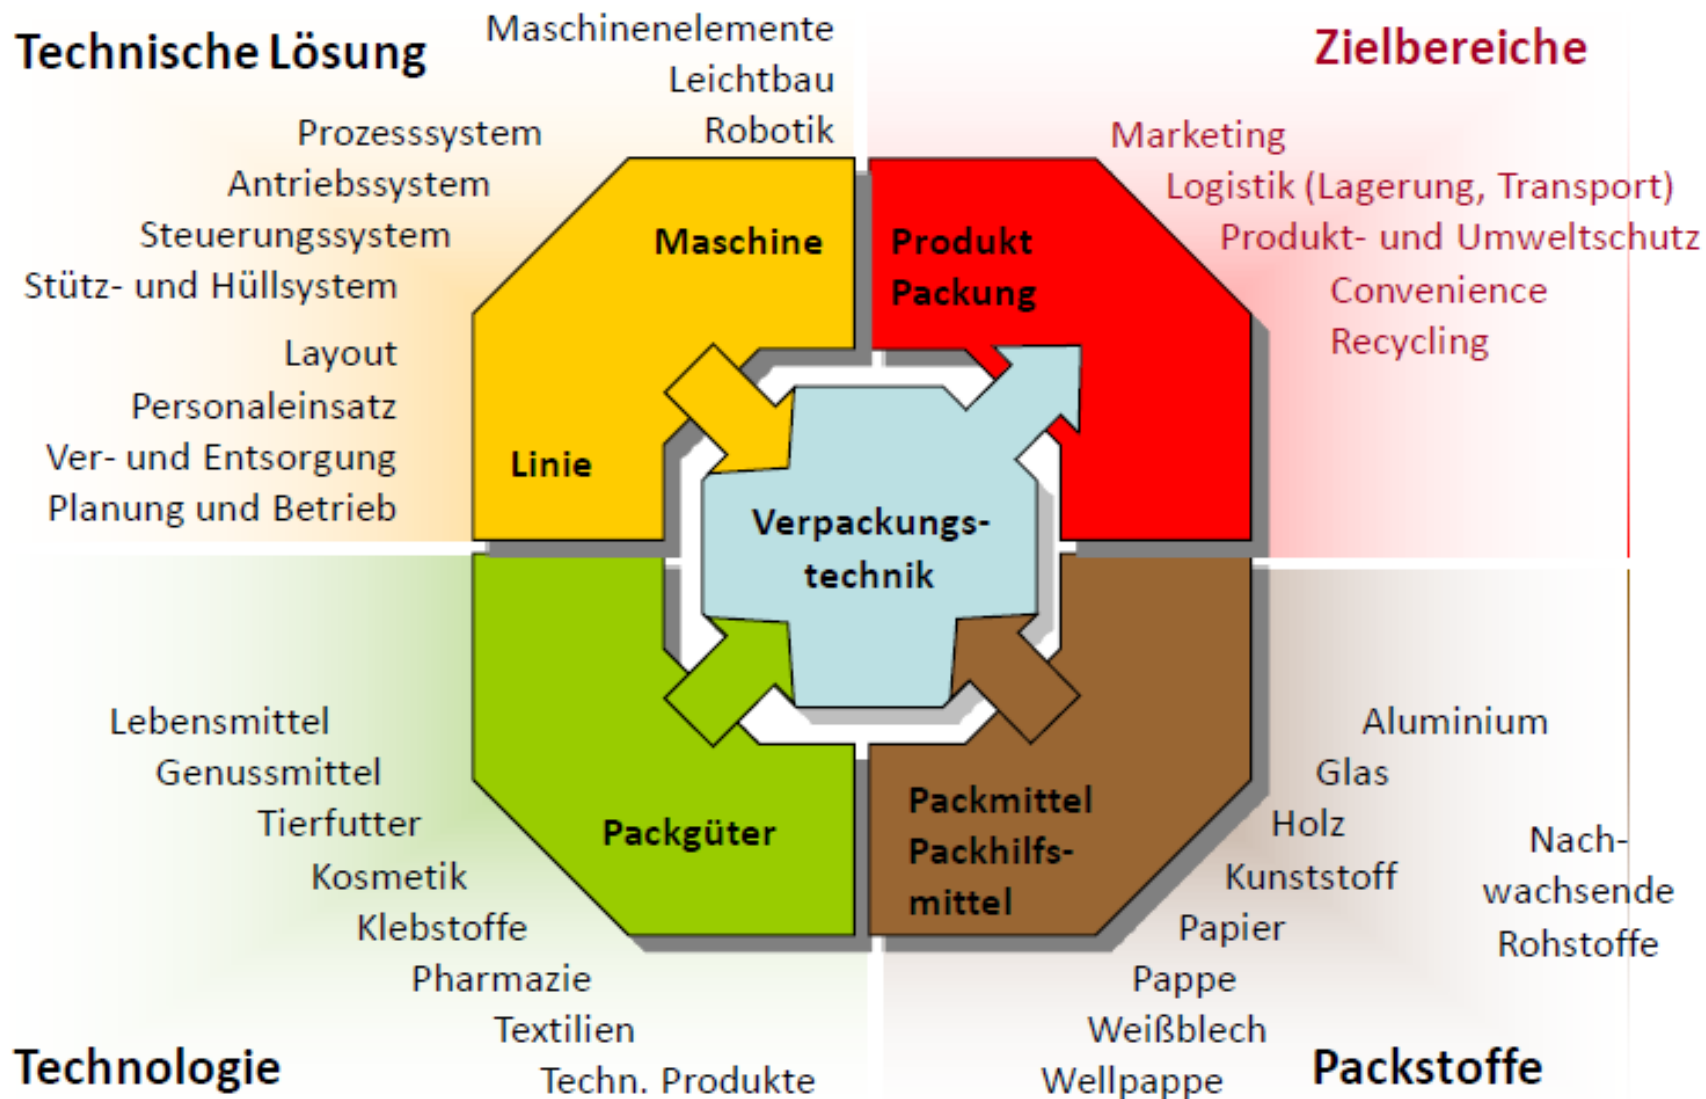 Technische Lösung
Maschinenelemente
Leichtbau
Robotik
Prozesssystem
Antriebssystem
Steuerungssystem
Stütz- und Hüllsystem
Layout
Personaleinsatz
Ver- und Entsorgung
Planung und Betrieb
Maschine
Linie
Zielbereiche
Marketing
Logistik (Lagerung, Transport)
Produkt- und Umweltschutz
Convenience
Recycling
Produkt
Packung
Verpackungs-
technik
Packgüter
Lebensmittel
Genussmittel
Tierfutter
Kosmetik
Klebstoffe
Pharmazie
Textilien
Techn. Produkte
Technologie
Packmittel
Packhilfs-
mittel
Aluminium
Glas
Holz
Kunststoff
Papier
Pappe
Weißblech
Wellpappe
Nach-
wachsende
Rohstoffe
Packstoffe